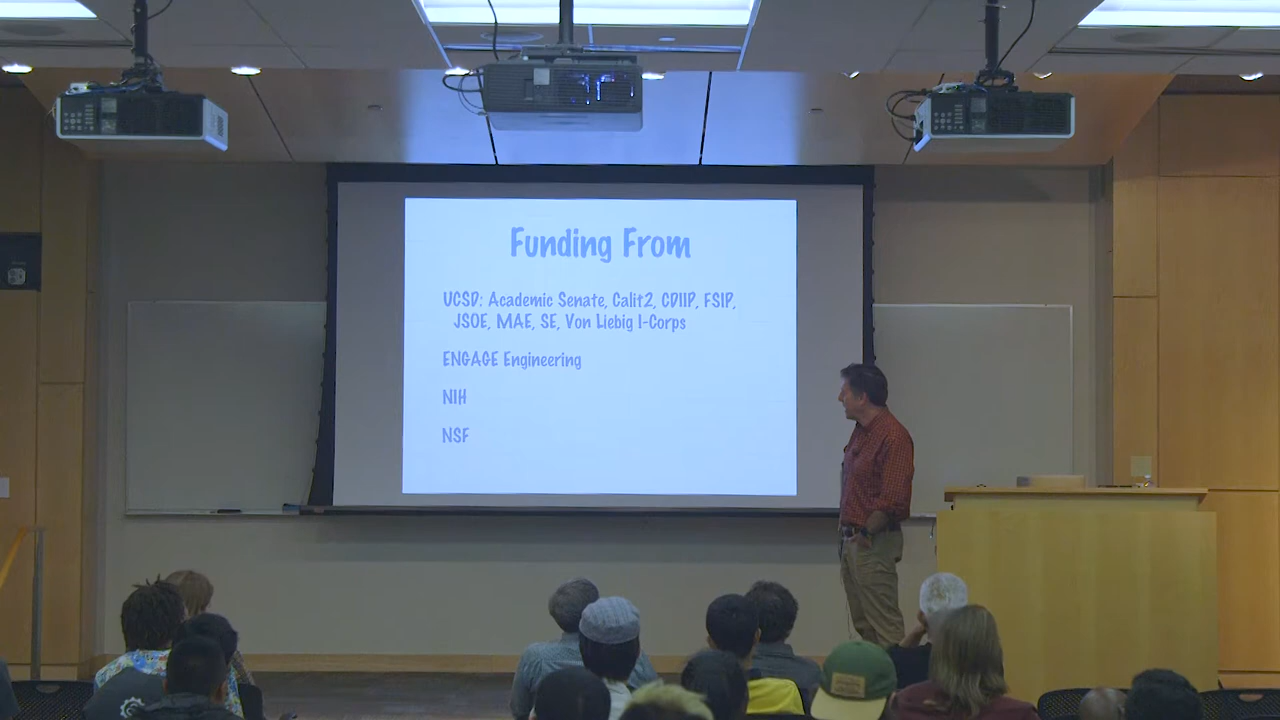 Funding From
UCSD: Academic Senate, Calit2, CDIIP, FSIP,
JSOE, MAE, SE, Von Liebig I-Corps
ENGAGE Engineering
NIH
NSF